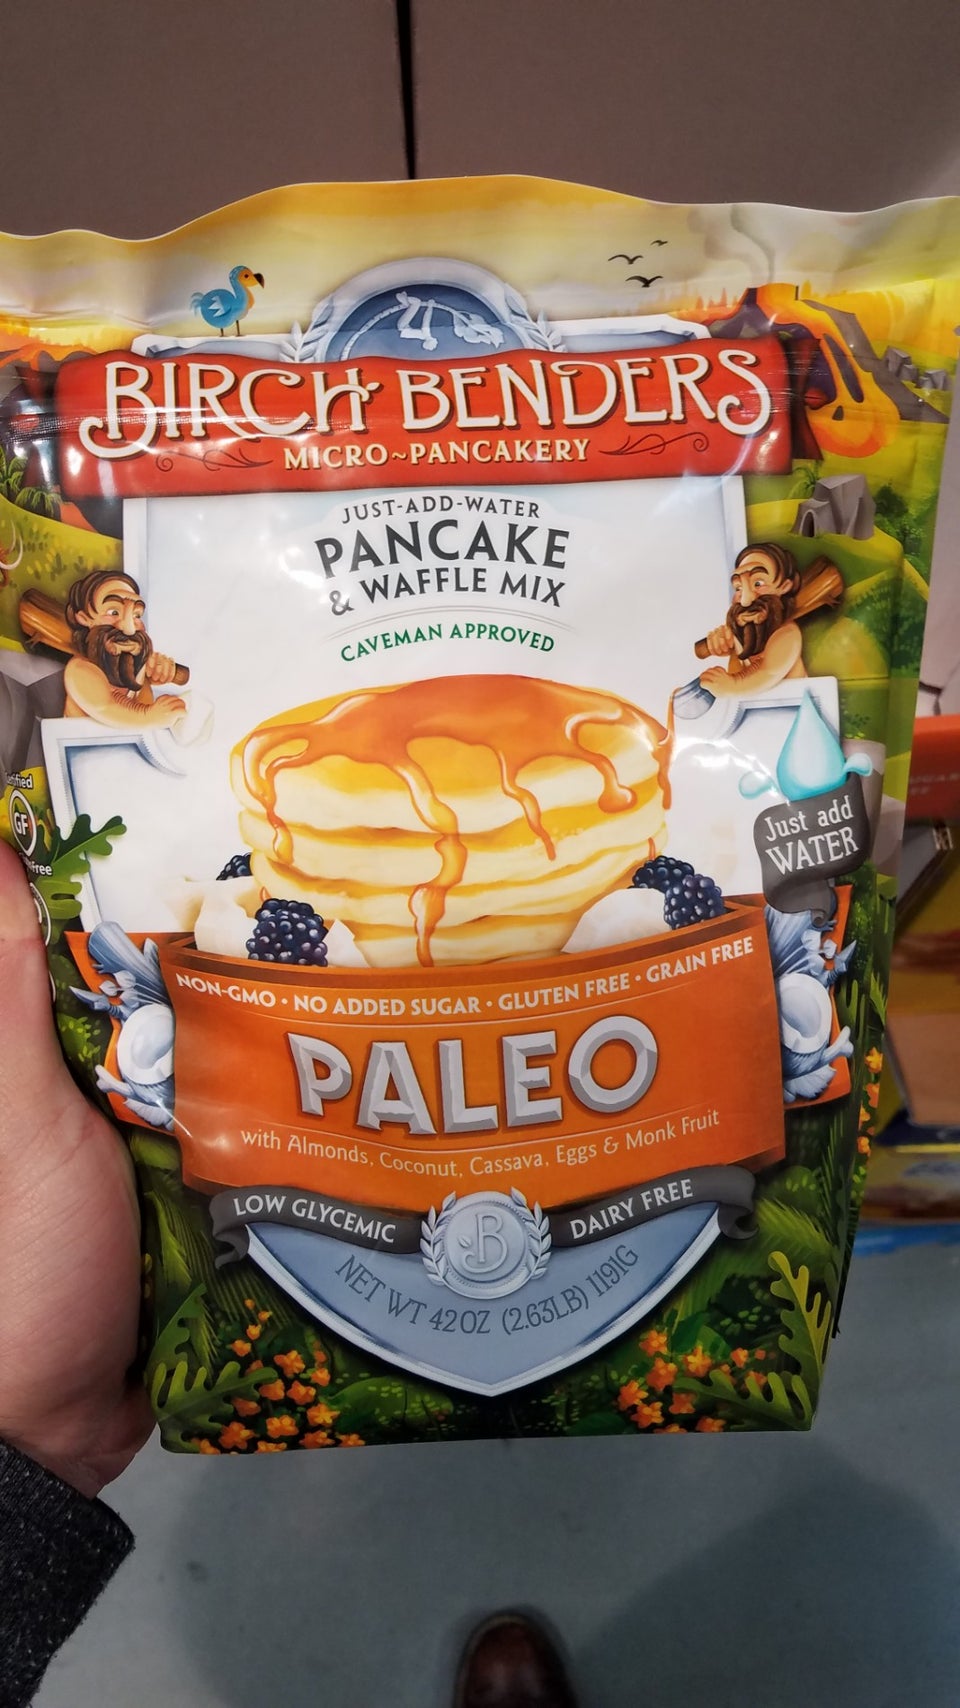 BIRCH BENDERS
MICRO~PANCAKERY
JUST-ADD-WATER
PANCAKE
& WAFFLE MIX
CAVEMAN APPROVED
GF
Free
Just add
WATER
NON-GMO • NO ADDED SUGAR • GLUTEN FREE • GRAIN FREE
PALEO
with Almonds, Coconut, Cassava, Eggs & Monk Fruit
LOW GLYCEMIC
DAIRY FREE
B
NET WT 42 OZ (2.63LB) 1191G